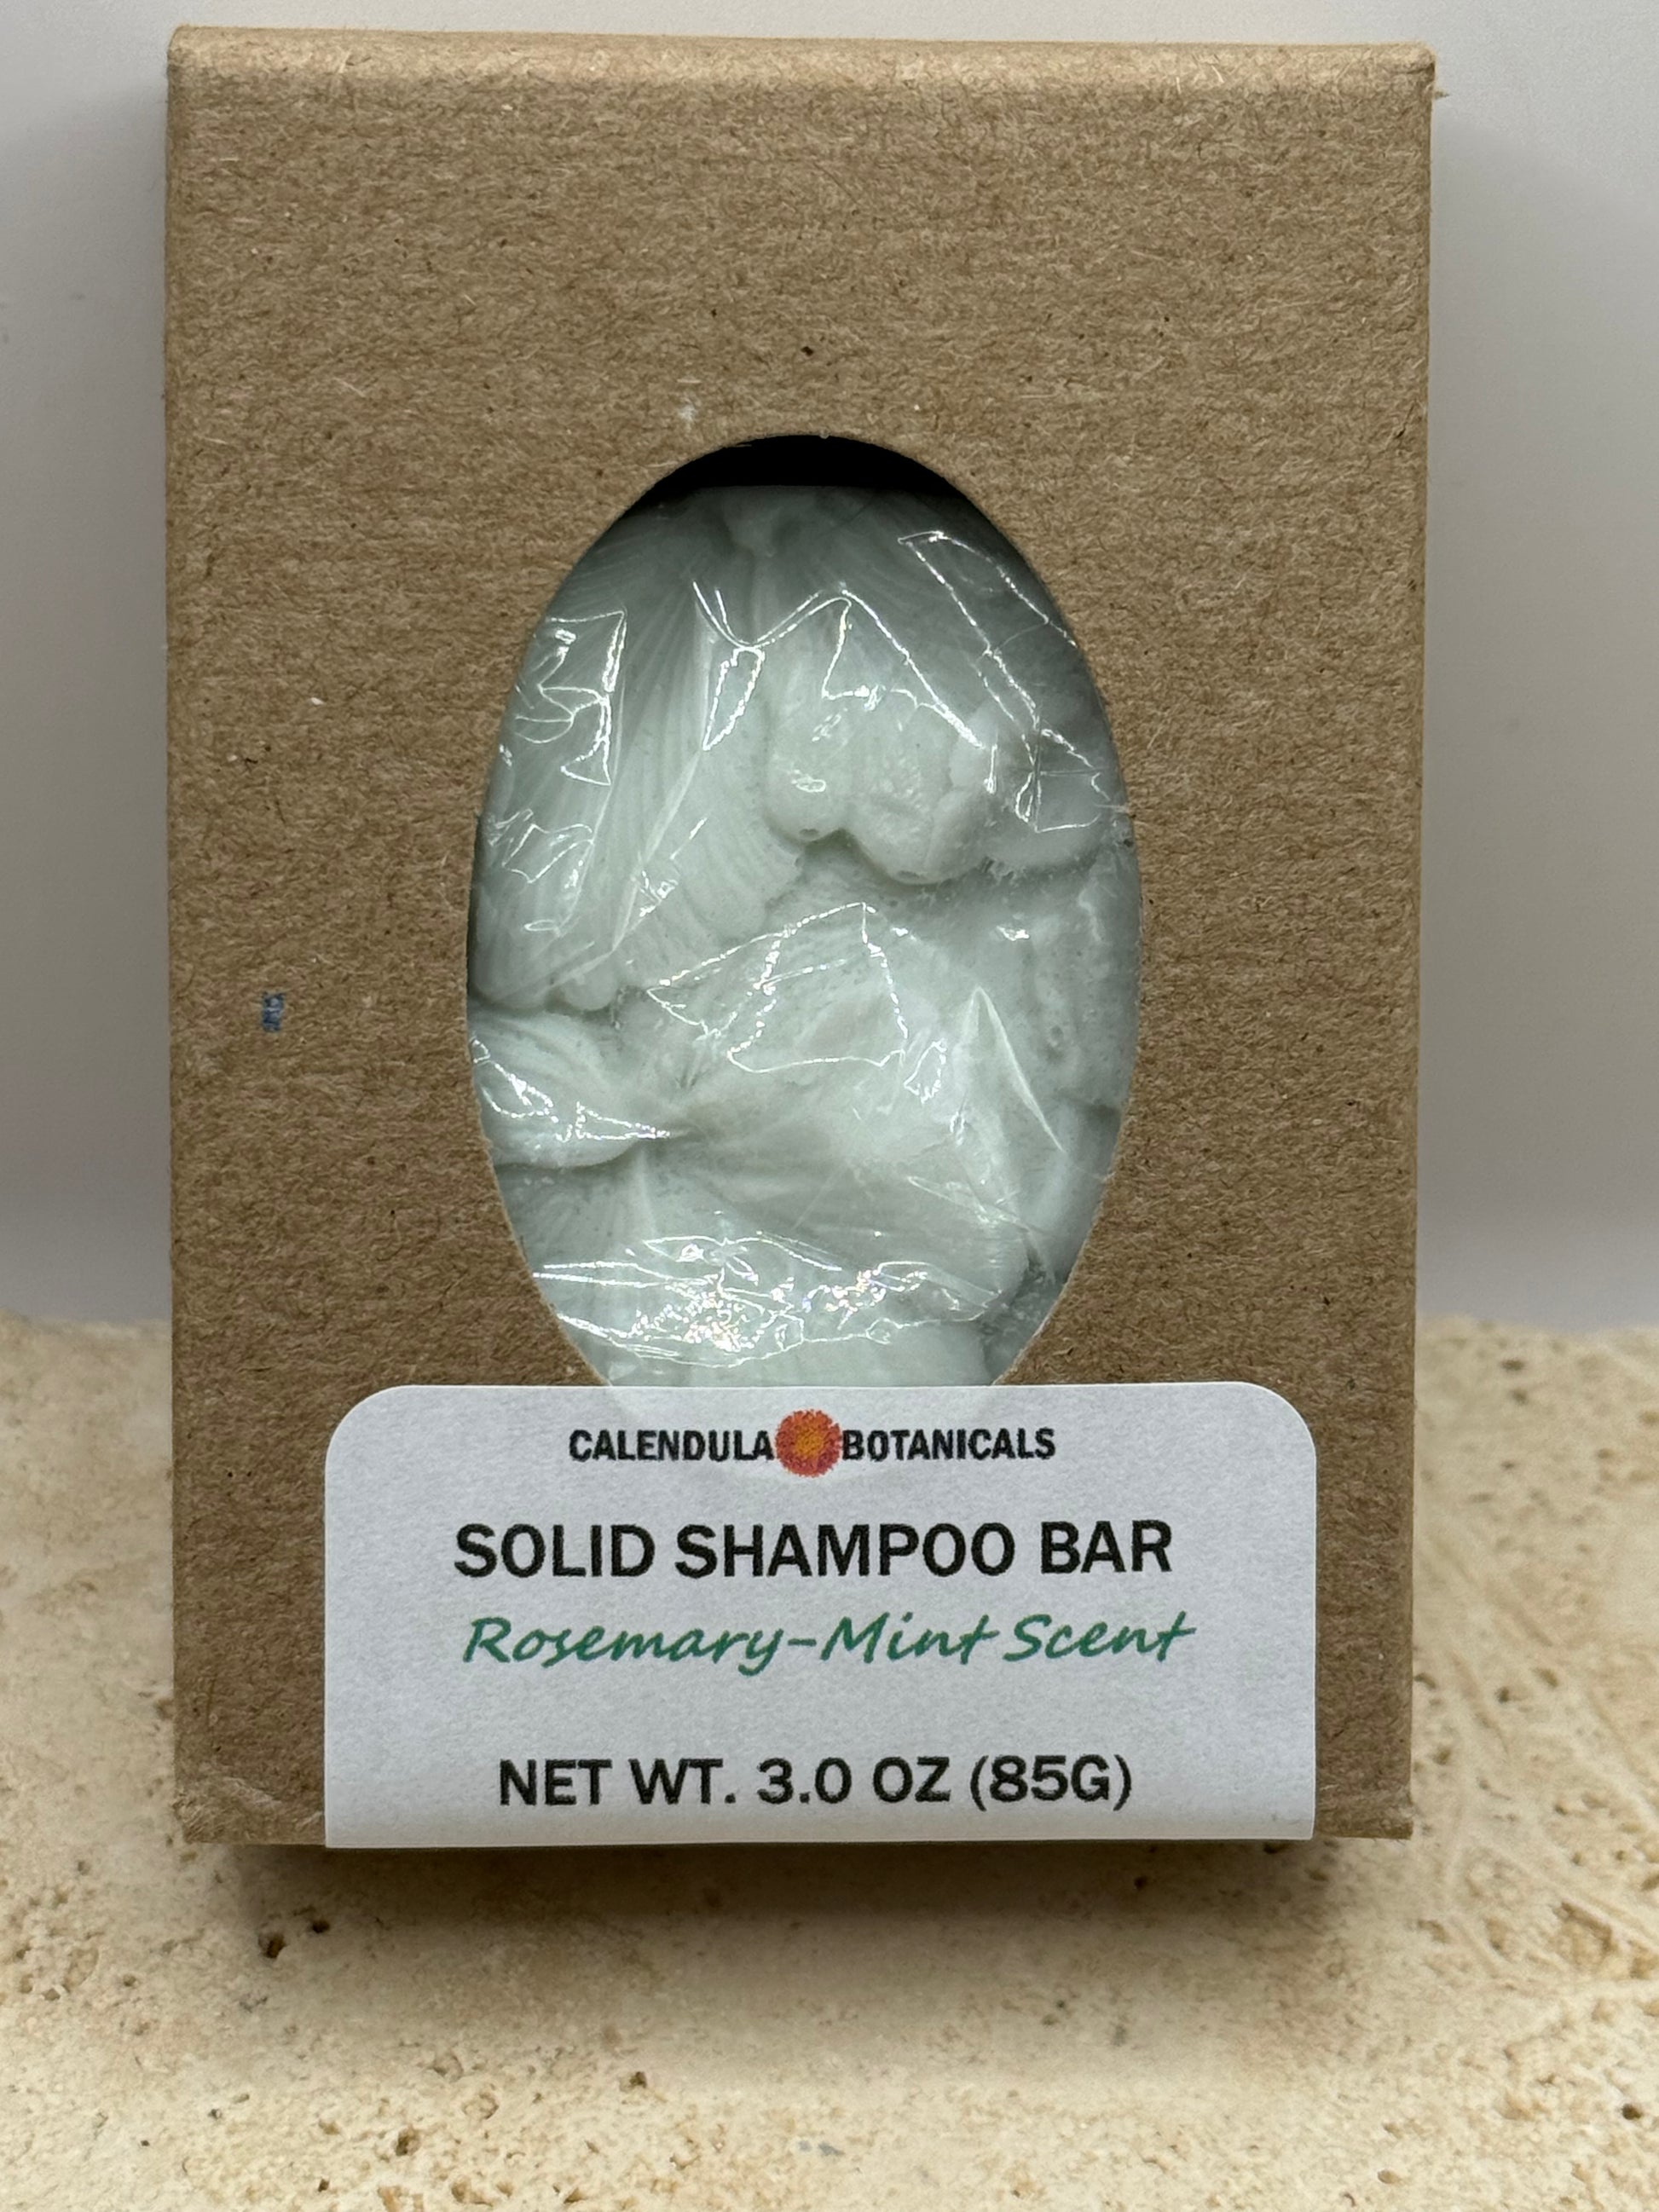 CALENDULA BOTANICALS
SOLID SHAMPOO BAR
Rosemary-Mint Scent
NET WT. 3.0 OZ (85G)